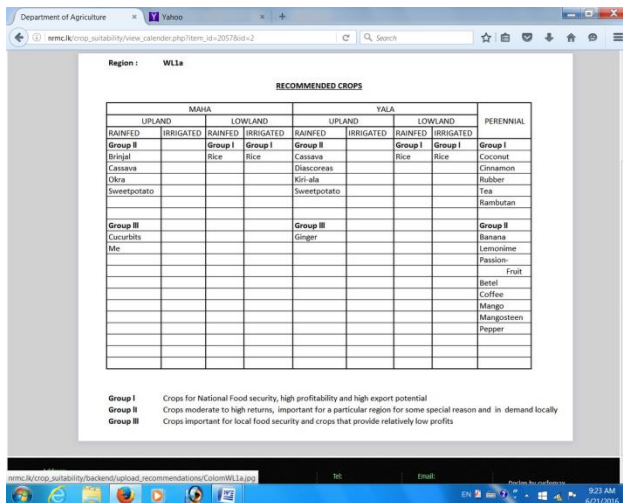 Department of Agriculture
Yahoo
nrmc.lk/crop_suitability/view_calender.php?item_id=2057&id=2
Search
Region : WL1a
RECOMMENDED CROPS
MAHA YALA PERENNIAL
UPLAND LOWLAND UPLAND LOWLAND
RAINFED IRRIGATED RAINFED IRRIGATED RAINFED IRRIGATED RAINFED IRRIGATED
Group II Group I Group I Group II Group I Group I Group I
Brinjal Rice Rice Cassava Rice Rice Coconut
Cassava Diascoreas Cinnamon
Okra Kiri-ala Rubber
Sweetpotato Sweetpotato Tea
Rambutan
Group III Group III Group II
Cucurbits Ginger Banana
Me Lemonime
Passion-
Fruit
Betel
Coffee
Mango
Mangosteen
Pepper
Group I Crops for National Food security, high profitability and high export potential
Group II Crops moderate to high returns, important for a particular region for some special reason and in demand locally
Group III Crops important for local food security and crops that provide relatively low profits
nrmc.lk/crop_suitability/backend/upload_recommendations/ColomWL1a.jpg
Tel: Email:
EN 9:23 AM
6/21/2016